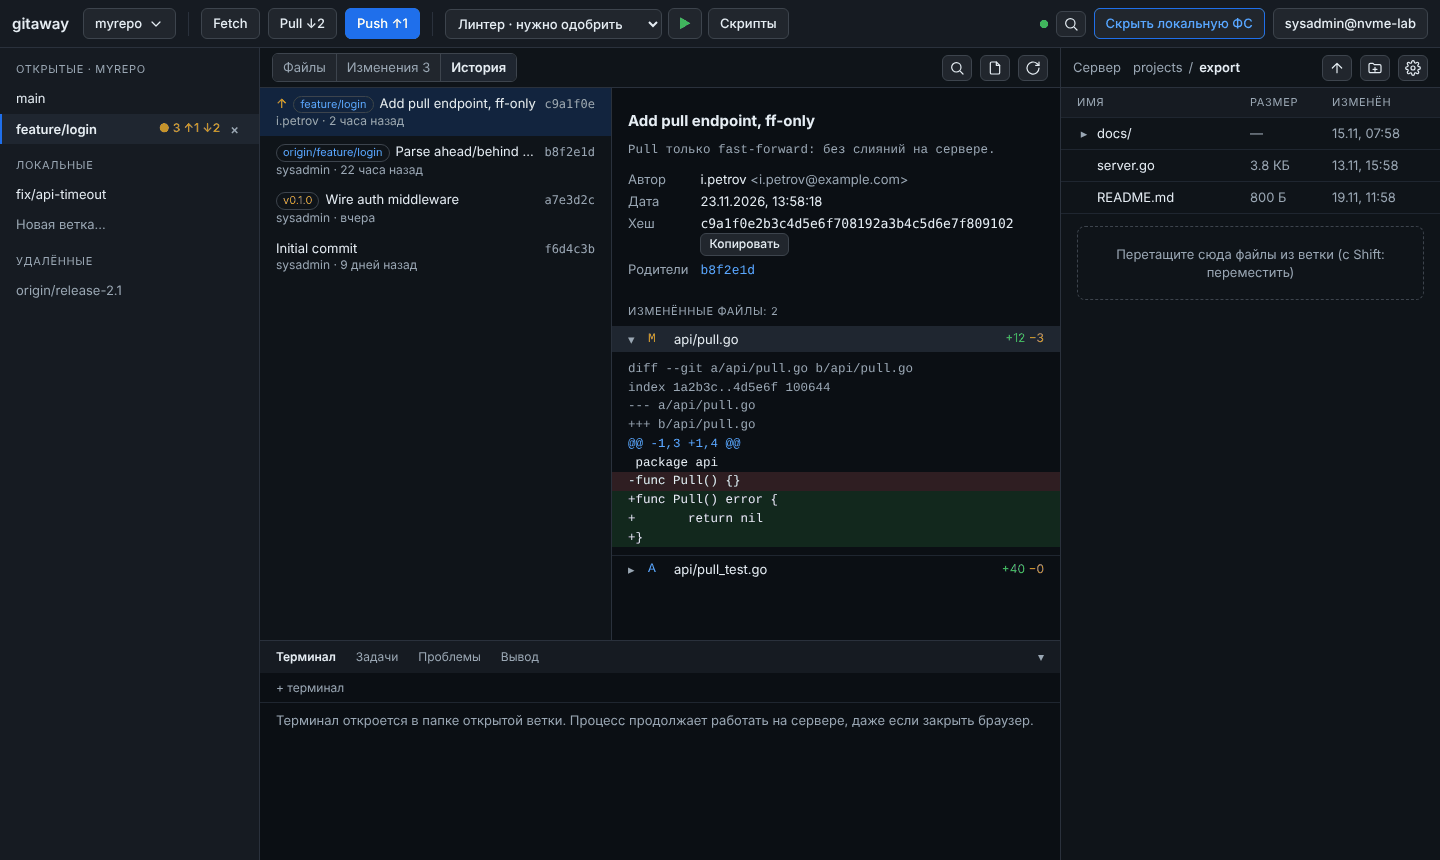 gitaway
myrepo
Fetch
Pull ↓2
Push ↑1
Линтер · нужно одобрить
Скрипты
Скрыть локальную ФС
sysadmin@nvme-lab
ОТКРЫТЫЕ · MYREPO
main
feature/login
3 ↑1 ↓2 ×
ЛОКАЛЬНЫЕ
fix/api-timeout
Новая ветка...
УДАЛЁННЫЕ
origin/release-2.1
Файлы
Изменения 3
История
↑ feature/login Add pull endpoint, ff-only c9a1f0e
i.petrov · 2 часа назад
origin/feature/login Parse ahead/behind ... b8f2e1d
sysadmin · 22 часа назад
v0.1.0 Wire auth middleware a7e3d2c
sysadmin · вчера
Initial commit f6d4c3b
sysadmin · 9 дней назад
Add pull endpoint, ff-only
Pull только fast-forward: без слияний на сервере.
Автор i.petrov <i.petrov@example.com>
Дата 23.11.2026, 13:58:18
Хеш c9a1f0e2b3c4d5e6f708192a3b4c5d6e7f809102
Копировать
Родители b8f2e1d
ИЗМЕНЁННЫЕ ФАЙЛЫ: 2
▾ M api/pull.go +12 −3
diff --git a/api/pull.go b/api/pull.go
index 1a2b3c..4d5e6f 100644
--- a/api/pull.go
+++ b/api/pull.go
@@ -1,3 +1,4 @@
package api
-func Pull() {}
+func Pull() error {
+ return nil
+}
▸ A api/pull_test.go +40 −0
Терминал
Задачи
Проблемы
Вывод
▾
+ терминал
Терминал откроется в папке открытой ветки. Процесс продолжает работать на сервере, даже если закрыть браузер.
Сервер projects / export
ИМЯ РАЗМЕР ИЗМЕНЁН
▸ docs/ — 15.11, 07:58
server.go 3.8 КБ 13.11, 15:58
README.md 800 Б 19.11, 11:58
Перетащите сюда файлы из ветки (с Shift:
переместить)